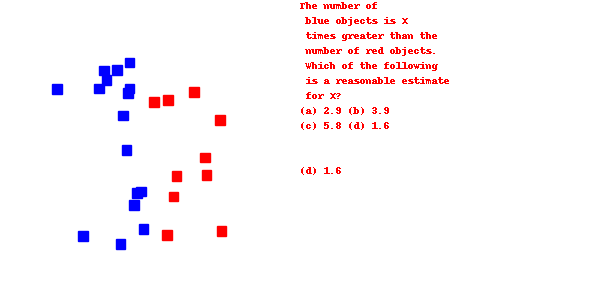 The number of
blue objects is X
times greater than the
number of red objects.
Which of the following
is a reasonable estimate
for X?
(a) 2.9 (b) 3.9
(c) 5.8 (d) 1.6
(d) 1.6